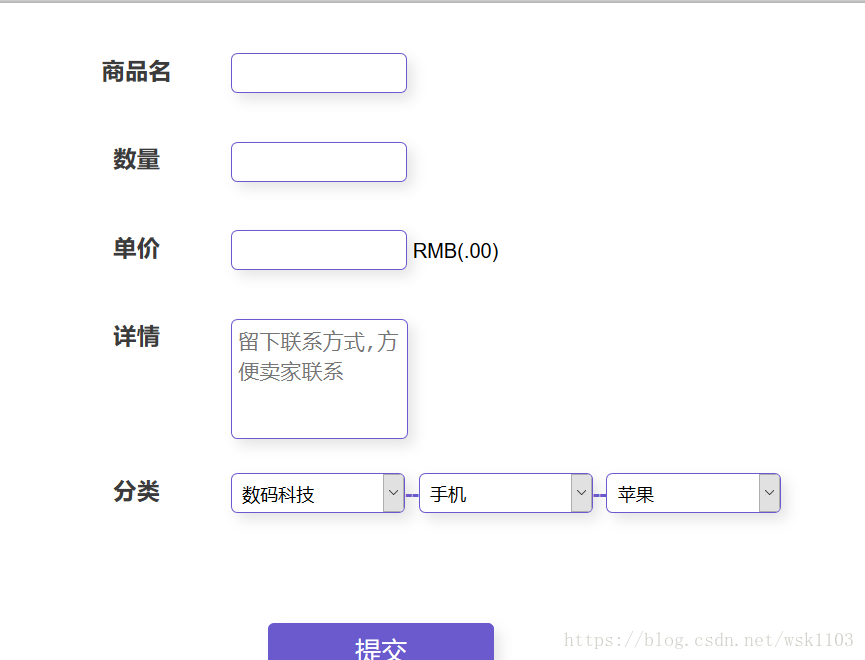 商品名
数量
单价 RMB(.00)
详情 留下联系方式,方
便卖家联系
分类 数码科技 -- 手机 -- 苹果
提交
https://blog.csdn.net/wsk1103